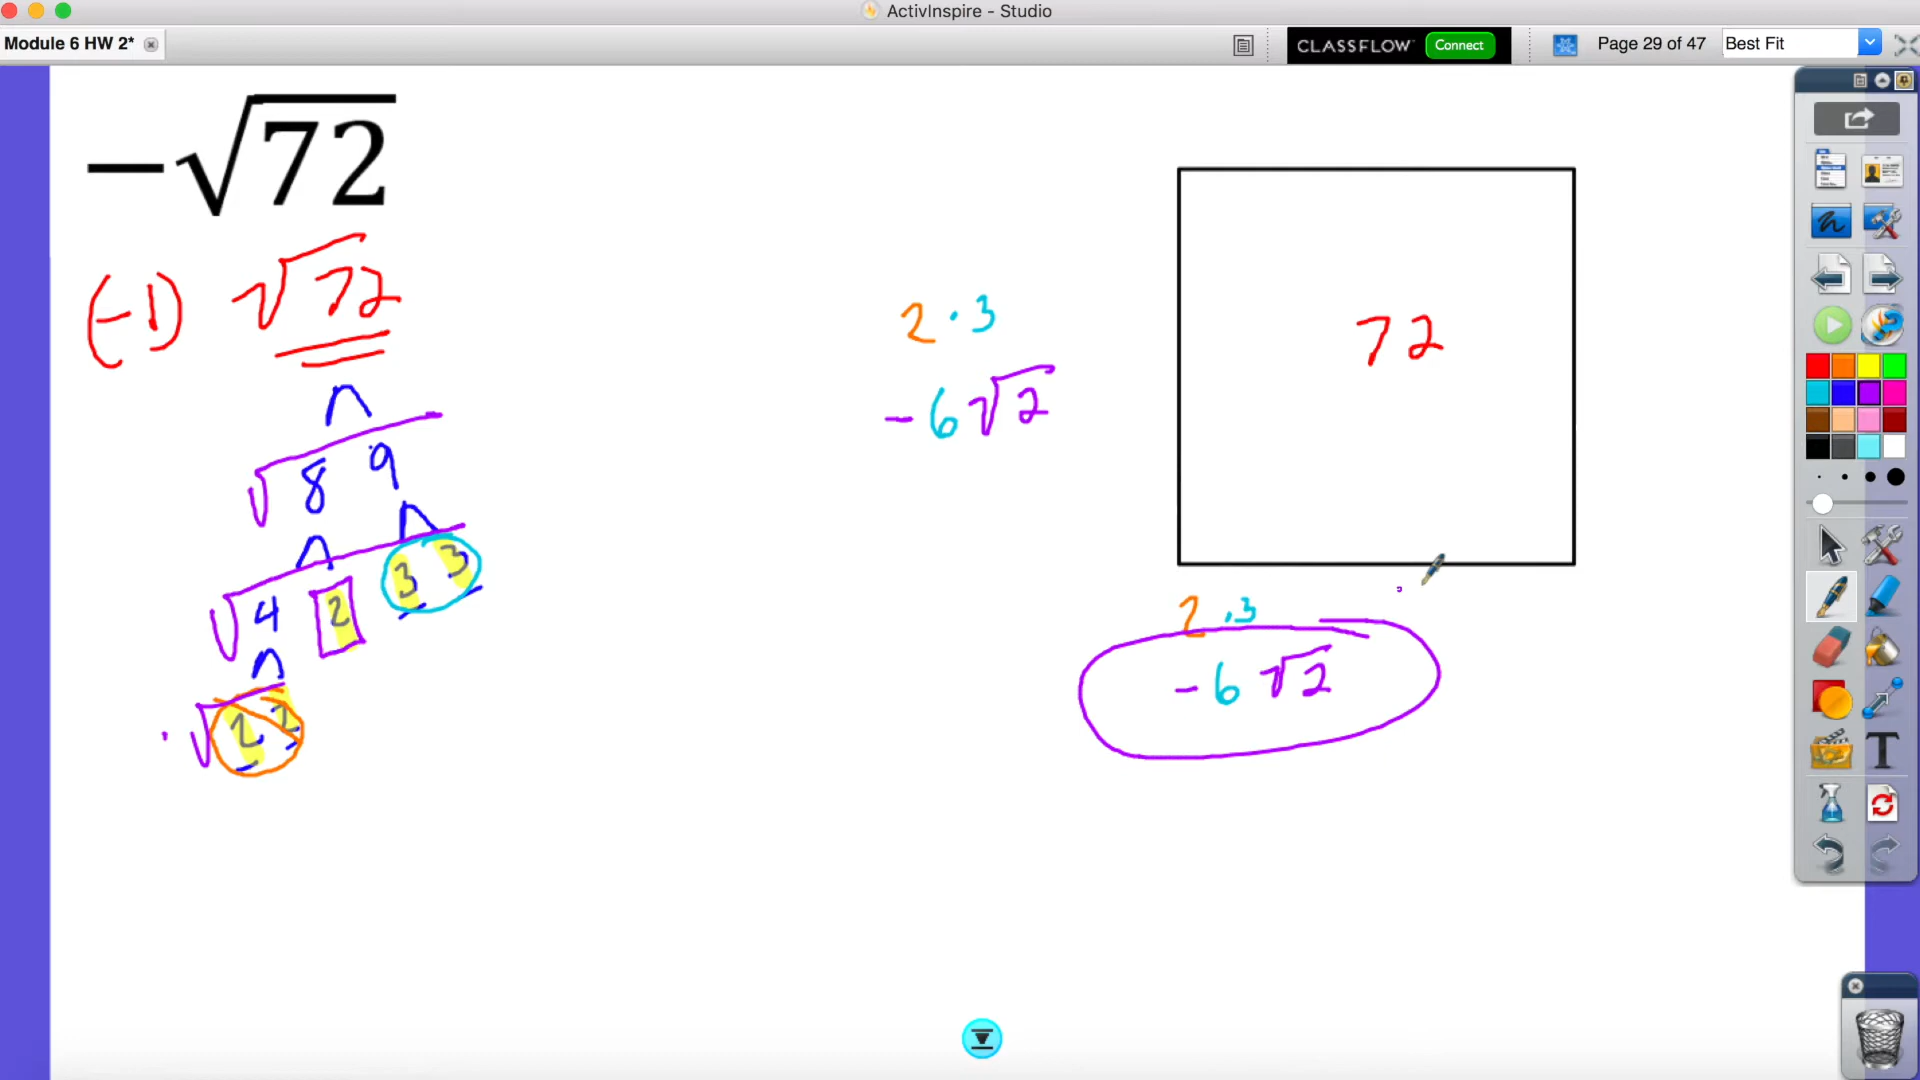 ActivInspire - Studio
Module 6 HW 2*
CLASSFLOW Connect
Page 29 of 47
Best Fit
−√72
(-1) √72
√8 9
√4 2 3 3
√2 2
2 · 3
-6√2
72
2 · 3
-6√2
T